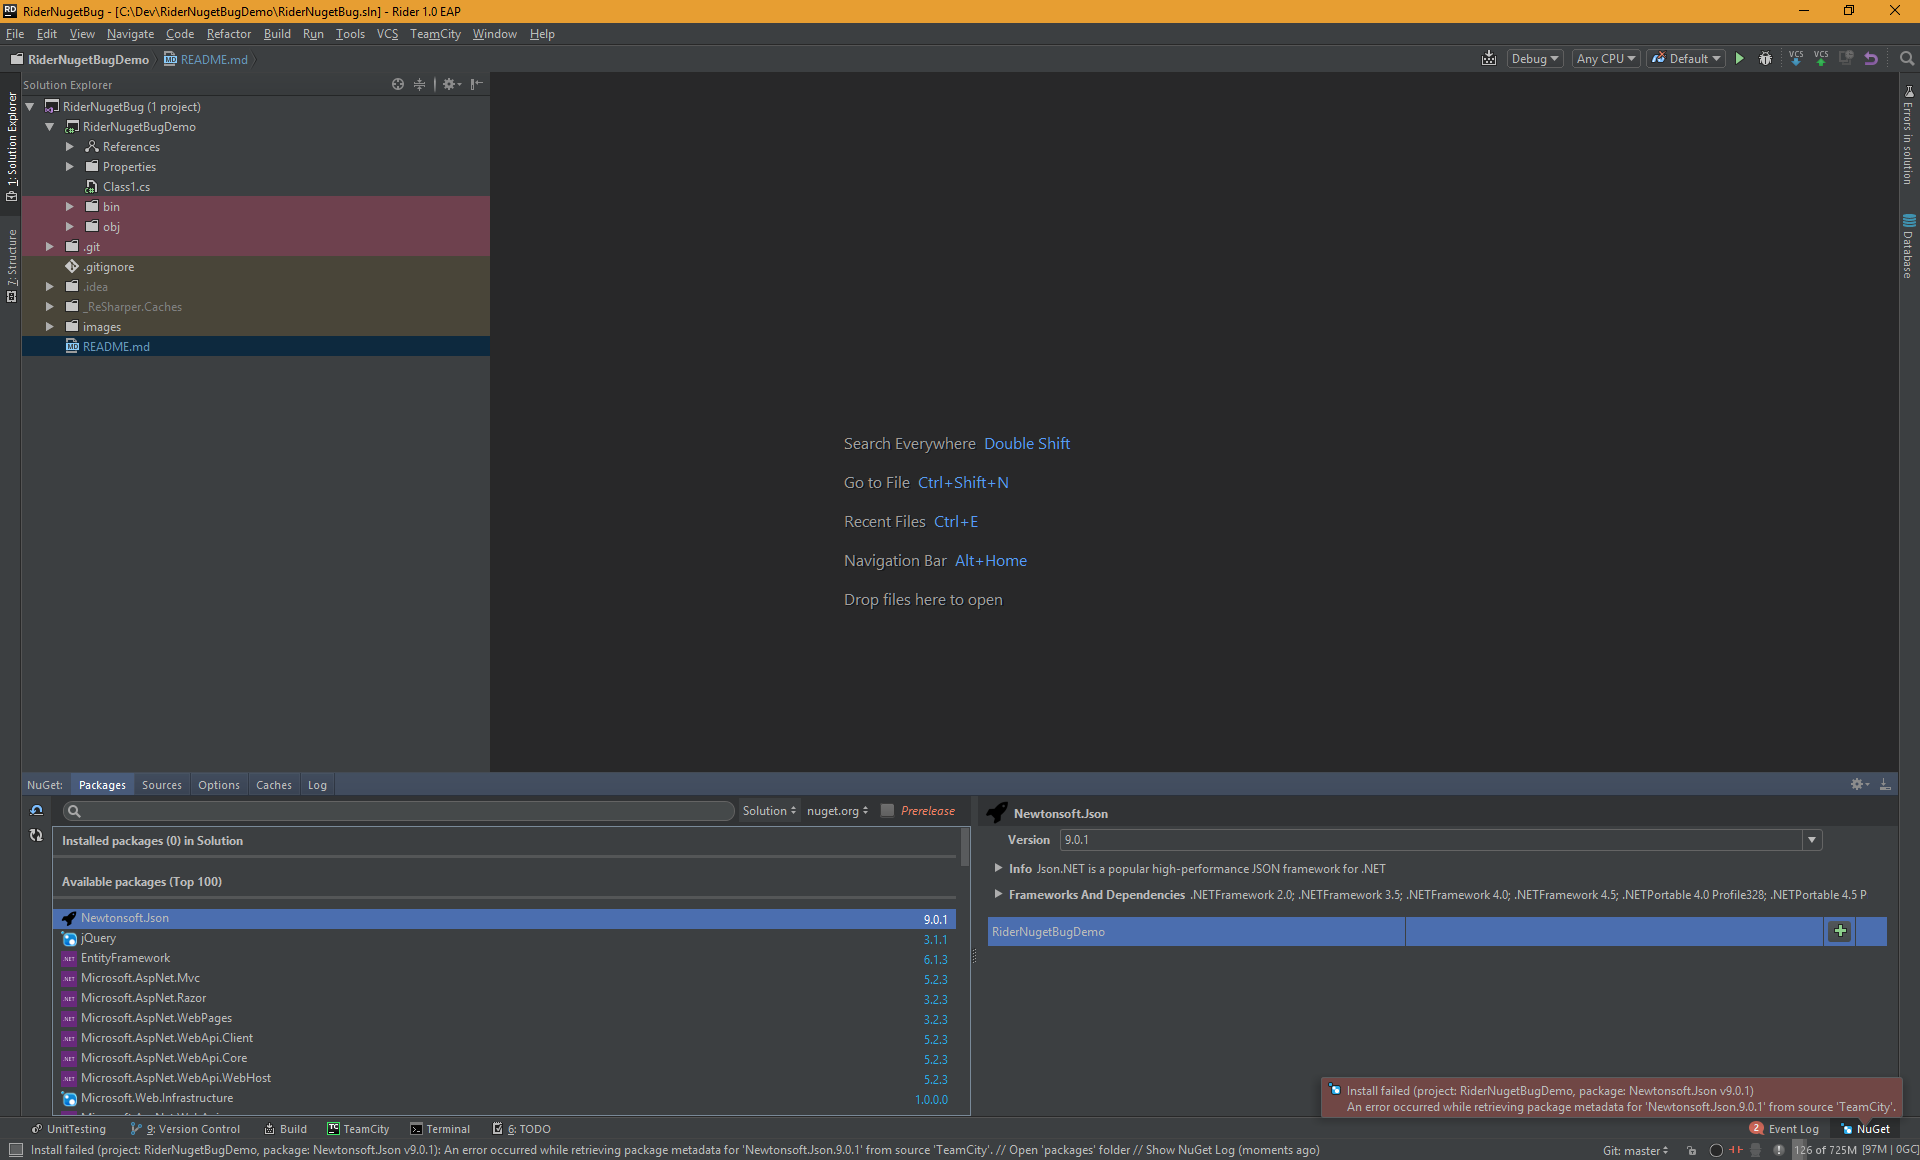 RiderNugetBug - [C:\Dev\RiderNugetBugDemo\RiderNugetBug.sln] - Rider 1.0 EAP
File Edit View Navigate Code Refactor Build Run Tools VCS TeamCity Window Help
RiderNugetBugDemo README.md
Debug Any CPU Default VCS VCS
Solution Explorer
1: Solution Explorer
7: Structure
RiderNugetBug (1 project)
RiderNugetBugDemo
References
Properties
Class1.cs
bin
obj
.git
.gitignore
.idea
_ReSharper.Caches
images
README.md
Search Everywhere Double Shift
Go to File Ctrl+Shift+N
Recent Files Ctrl+E
Navigation Bar Alt+Home
Drop files here to open
Errors in solution
Database
NuGet: Packages Sources Options Caches Log
Solution nuget.org Prerelease
Installed packages (0) in Solution
Available packages (Top 100)
Newtonsoft.Json 9.0.1
jQuery 3.1.1
EntityFramework 6.1.3
Microsoft.AspNet.Mvc 5.2.3
Microsoft.AspNet.Razor 3.2.3
Microsoft.AspNet.WebPages 3.2.3
Microsoft.AspNet.WebApi.Client 5.2.3
Microsoft.AspNet.WebApi.Core 5.2.3
Microsoft.AspNet.WebApi.WebHost 5.2.3
Microsoft.Web.Infrastructure 1.0.0.0
Newtonsoft.Json
Version 9.0.1
Info Json.NET is a popular high-performance JSON framework for .NET
Frameworks And Dependencies .NETFramework 2.0; .NETFramework 3.5; .NETFramework 4.0; .NETFramework 4.5; .NETPortable 4.0 Profile328; .NETPortable 4.5 P
RiderNugetBugDemo
Install failed (project: RiderNugetBugDemo, package: Newtonsoft.Json v9.0.1)
An error occurred while retrieving package metadata for 'Newtonsoft.Json.9.0.1' from source 'TeamCity'.
UnitTesting 9: Version Control Build TeamCity Terminal 6: TODO 2 Event Log NuGet
Install failed (project: RiderNugetBugDemo, package: Newtonsoft.Json v9.0.1): An error occurred while retrieving package metadata for 'Newtonsoft.Json.9.0.1' from source 'TeamCity'. // Open 'packages' folder // Show NuGet Log (moments ago)
Git: master 126 of 725M [97M | 0GC]